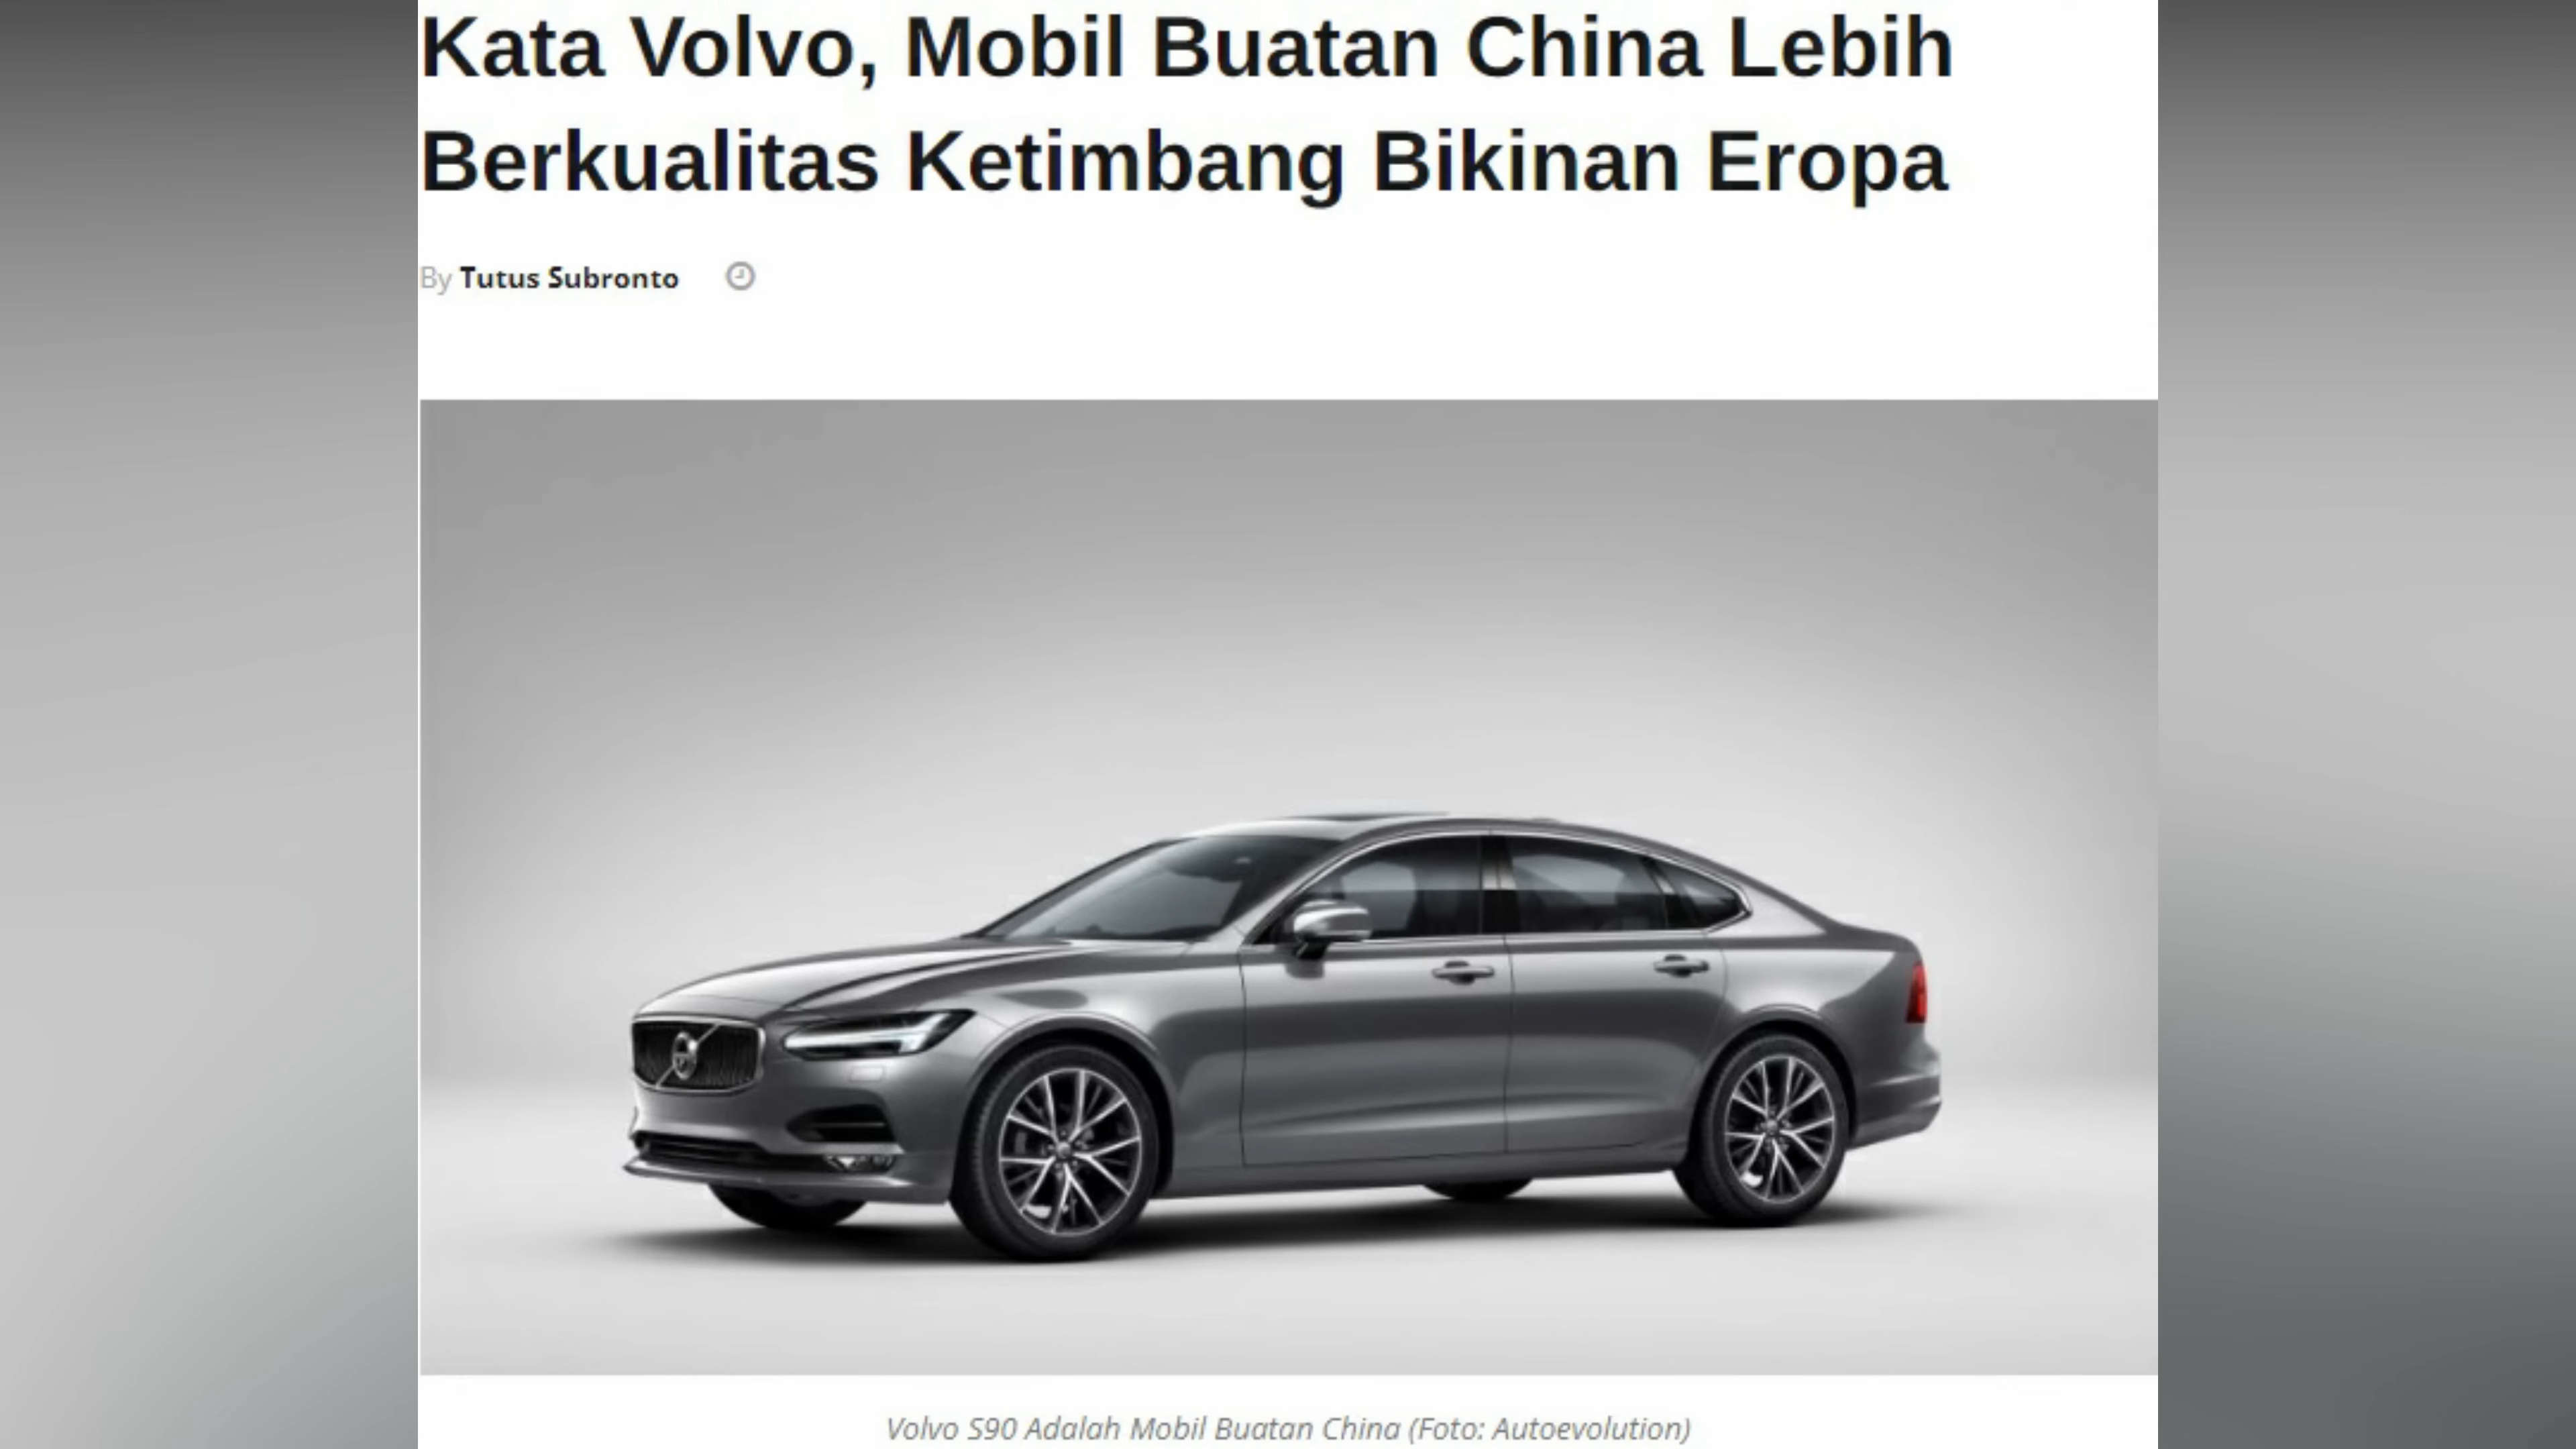 Kata Volvo, Mobil Buatan China Lebih
Berkualitas Ketimbang Bikinan Eropa
By Tutus Subronto
Volvo S90 Adalah Mobil Buatan China (Foto: Autoevolution)